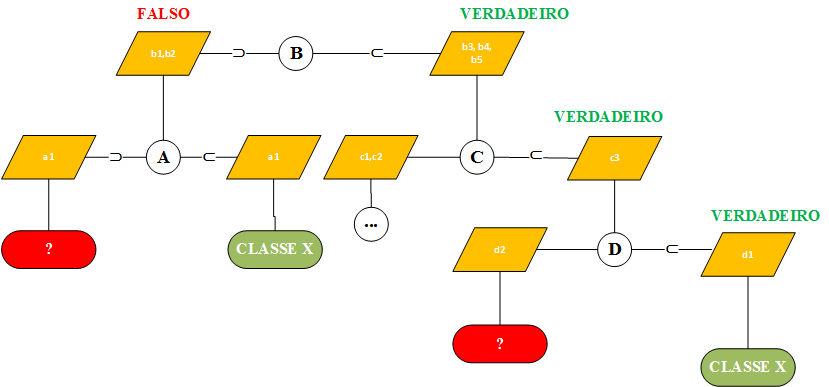 FALSO
VERDADEIRO
b1,b2
⊃
B
⊂
b3, b4,
b5
VERDADEIRO
a1
⊃
A
⊂
a1
c1,c2
C
⊂
c3
VERDADEIRO
?
CLASSE X
...
d2
D
⊂
d1
?
CLASSE X